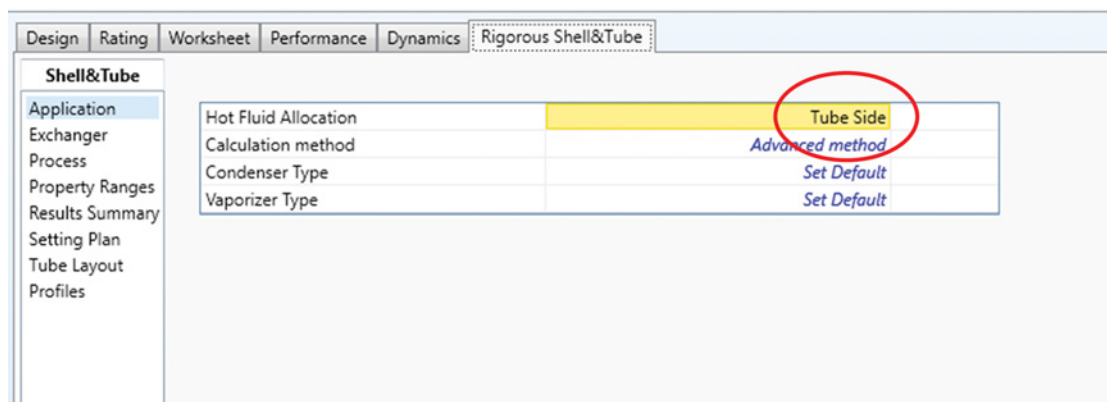 Design Rating Worksheet Performance Dynamics Rigorous Shell&Tube
Shell&Tube
Application
Exchanger
Process
Property Ranges
Results Summary
Setting Plan
Tube Layout
Profiles
Hot Fluid Allocation Tube Side
Calculation method Advanced method
Condenser Type Set Default
Vaporizer Type Set Default